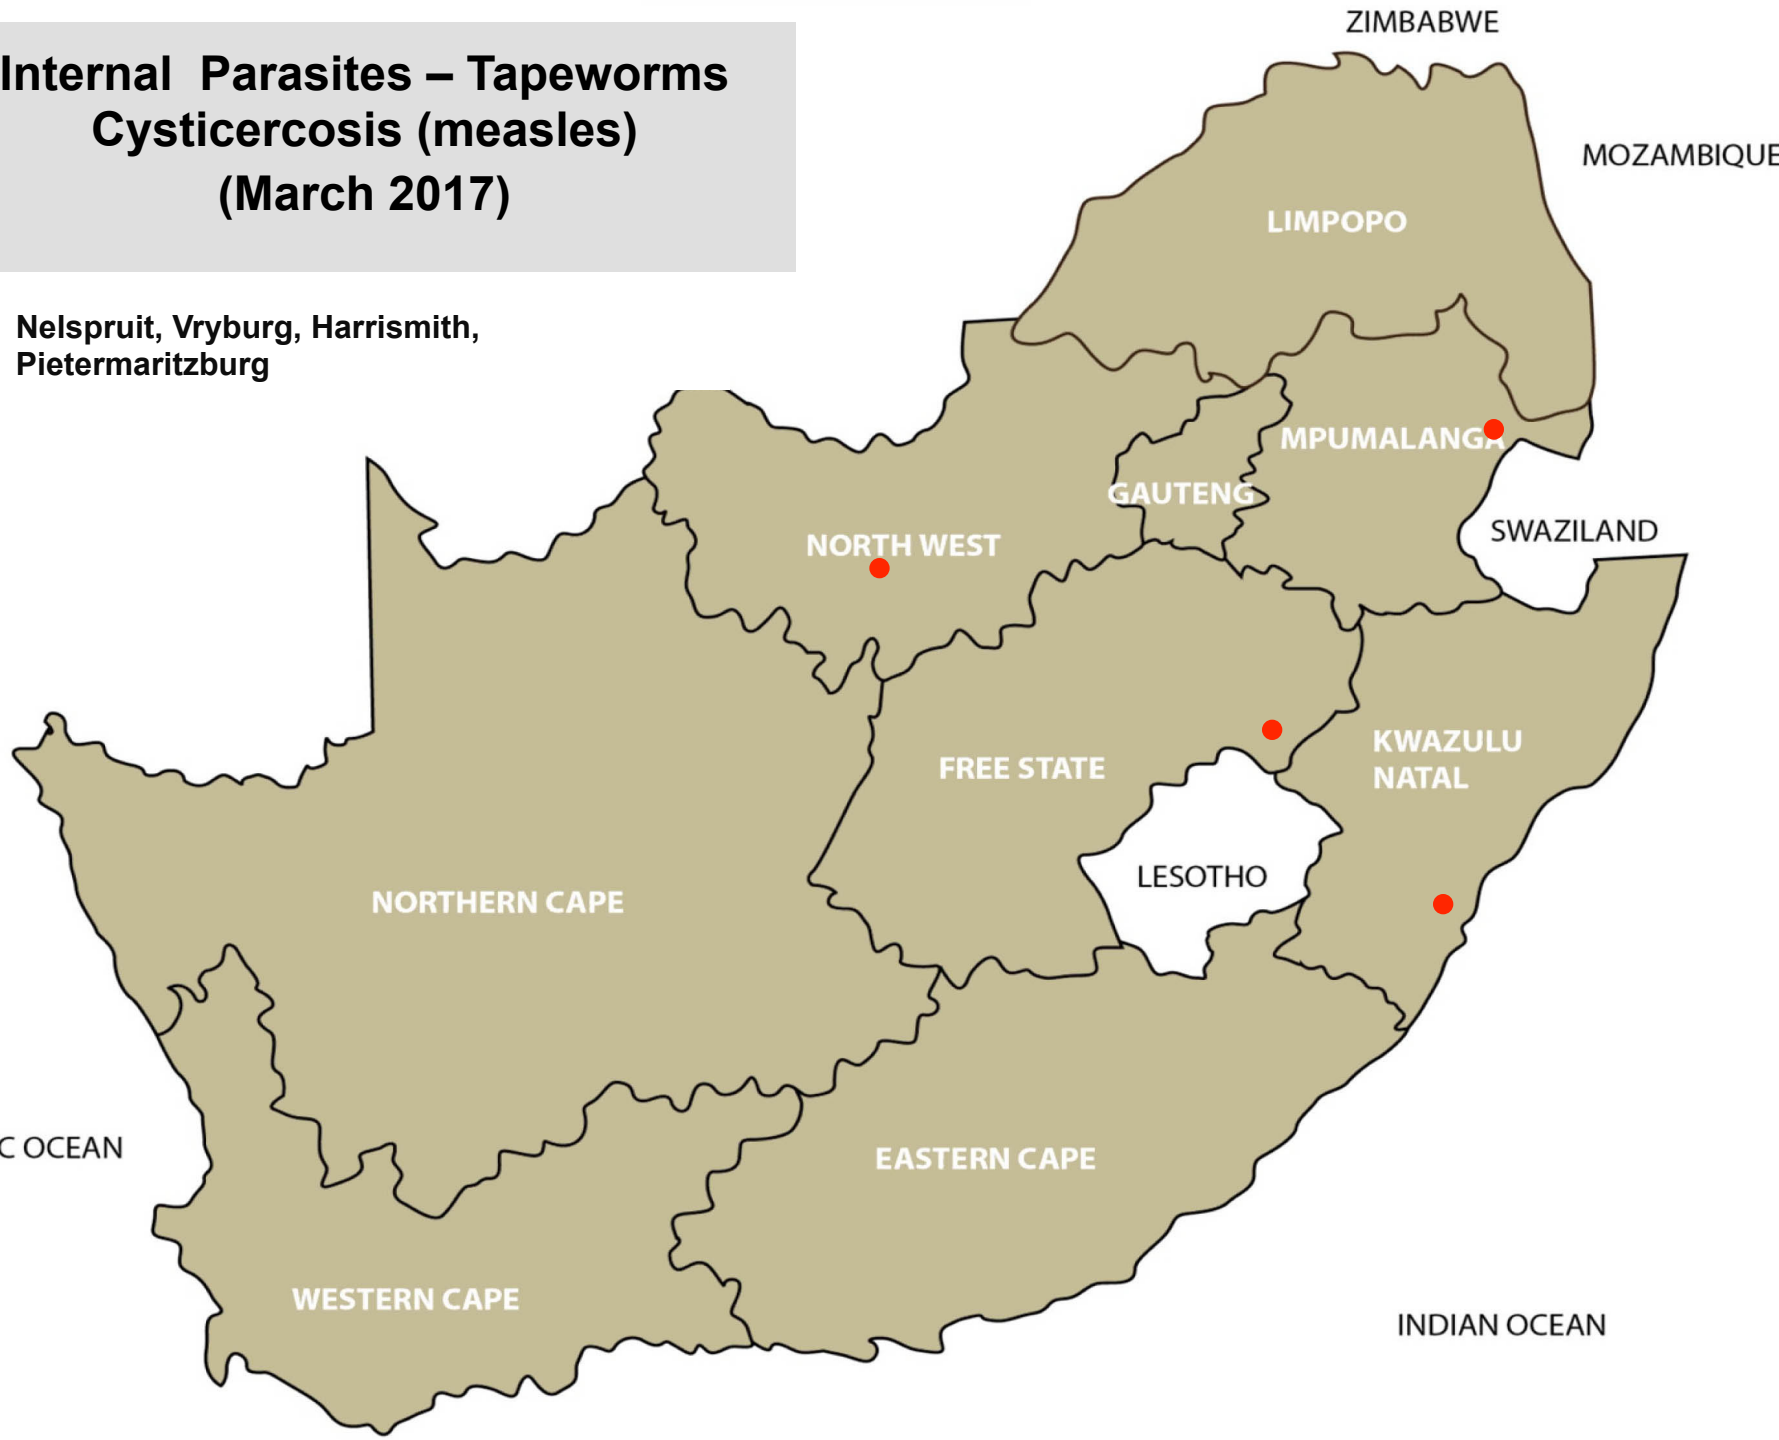 Internal Parasites – Tapeworms
Cysticercosis (measles)
(March 2017)
Nelspruit, Vryburg, Harrismith,
Pietermaritzburg
ZIMBABWE
MOZAMBIQUE
LIMPOPO
MPUMALANGA
GAUTENG
SWAZILAND
NORTH WEST
KWAZULU
NATAL
FREE STATE
LESOTHO
NORTHERN CAPE
C OCEAN
EASTERN CAPE
WESTERN CAPE
INDIAN OCEAN